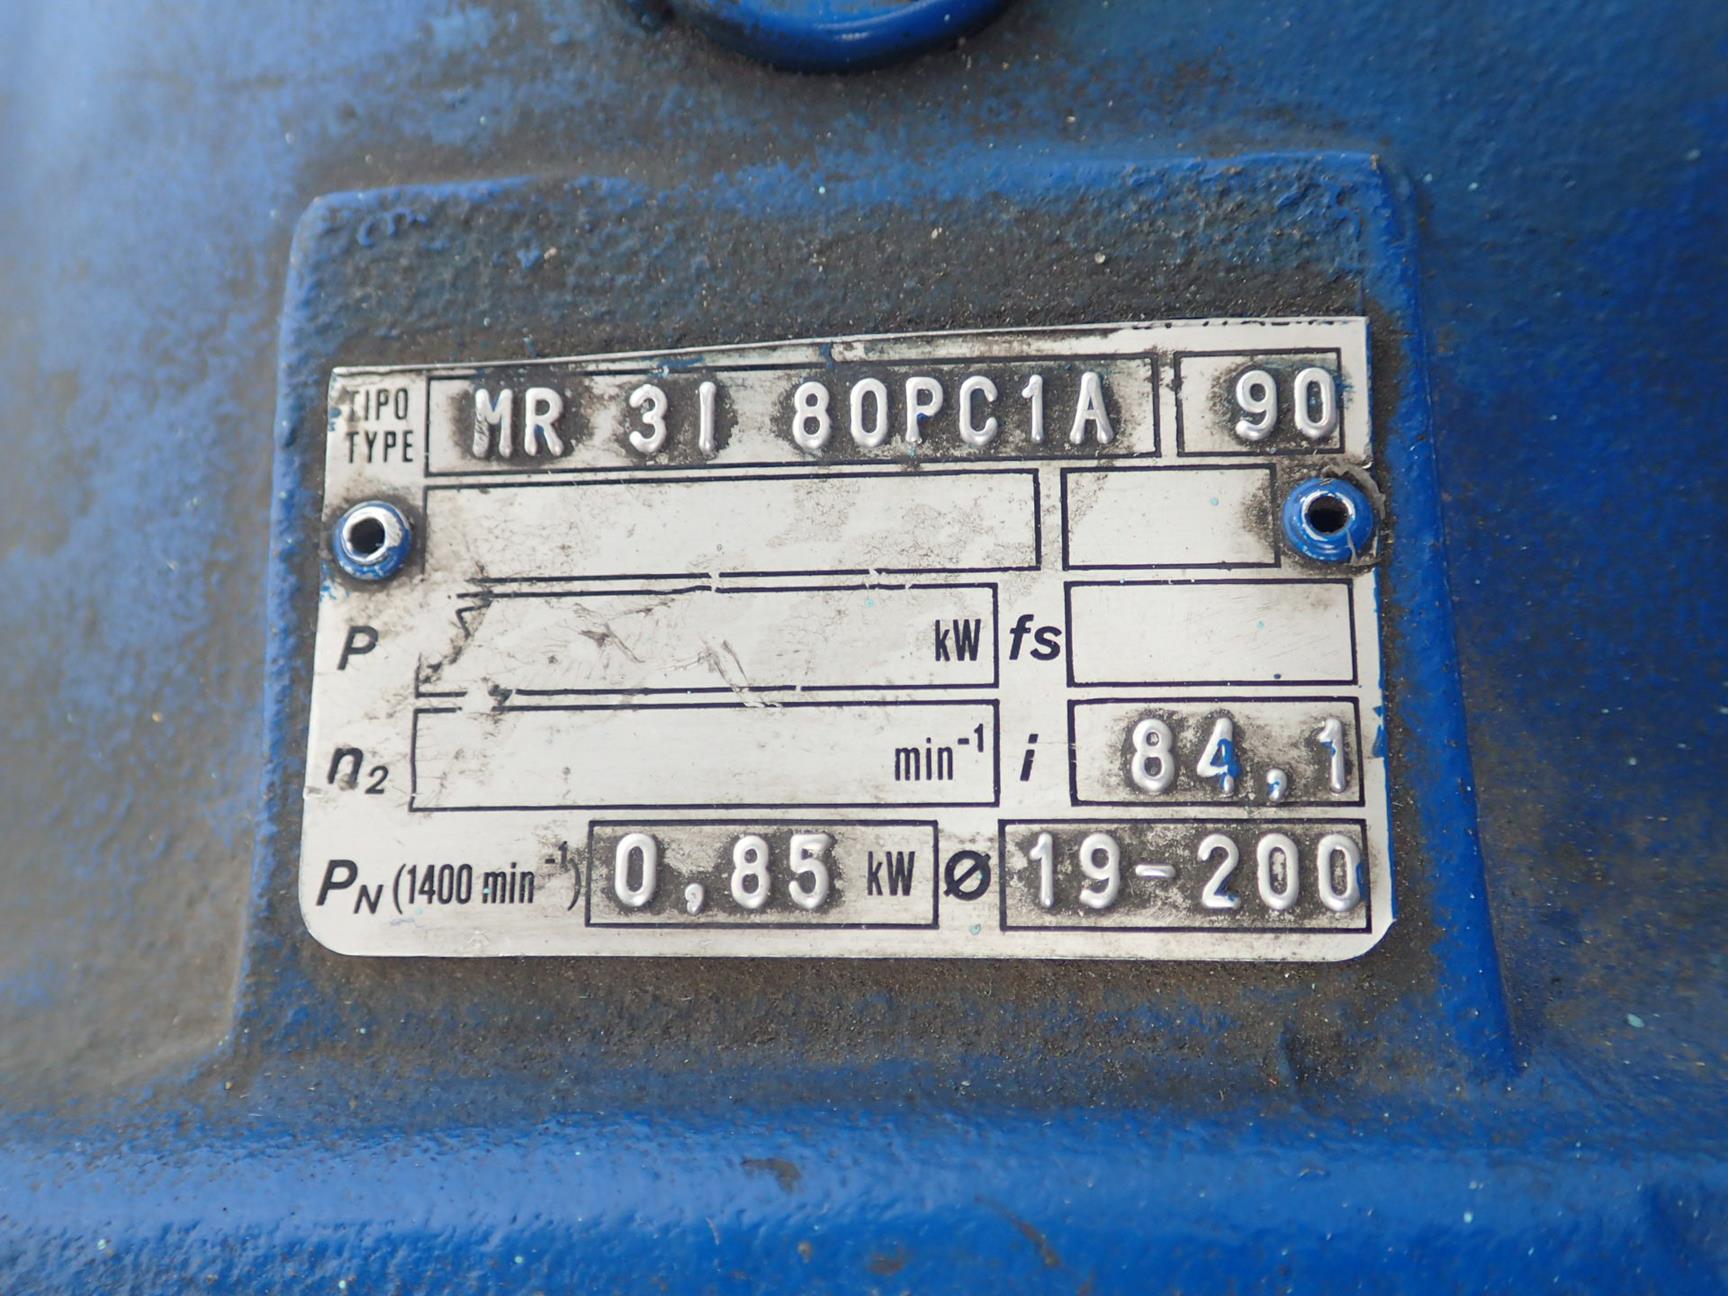 TIPO
TYPE MR 3I 80PC1A 90
P kW fs
n₂ min⁻¹ i 84,1
PN (1400 min⁻¹) 0,85 kW Ø 19-200